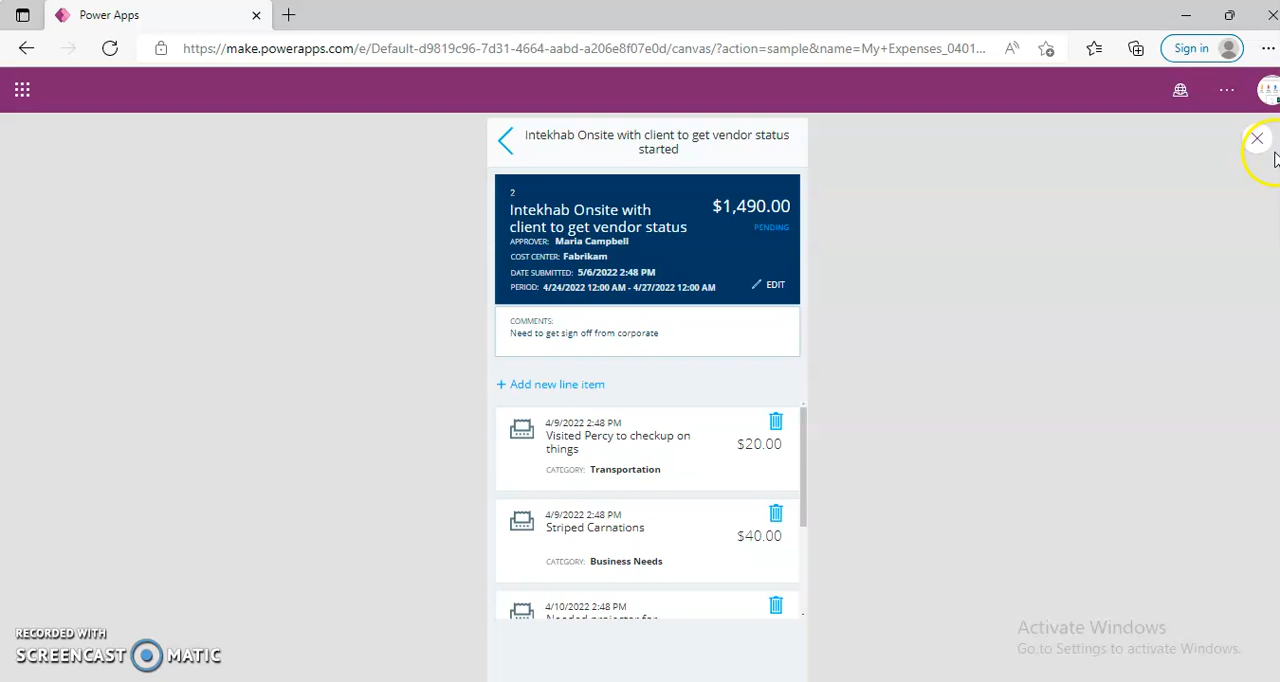 Power Apps
https://make.powerapps.com/e/Default-d9819c96-7d31-4664-aabd-a206e8f07e0d/canvas/?action=sample&name=My+Expenses_0401...
Sign in
Intekhab Onsite with client to get vendor status
started
2
Intekhab Onsite with
client to get vendor status
$1,490.00
PENDING
APPROVER: Maria Campbell
COST CENTER: Fabrikam
DATE SUBMITTED: 5/6/2022 2:48 PM
PERIOD: 4/24/2022 12:00 AM - 4/27/2022 12:00 AM
EDIT
COMMENTS:
Need to get sign off from corporate
+ Add new line item
4/9/2022 2:48 PM
Visited Percy to checkup on
things
$20.00
CATEGORY: Transportation
4/9/2022 2:48 PM
Striped Carnations
$40.00
CATEGORY: Business Needs
4/10/2022 2:48 PM
Needed projector for
Activate Windows
Go to Settings to activate Windows.
RECORDED WITH
SCREENCAST MATIC